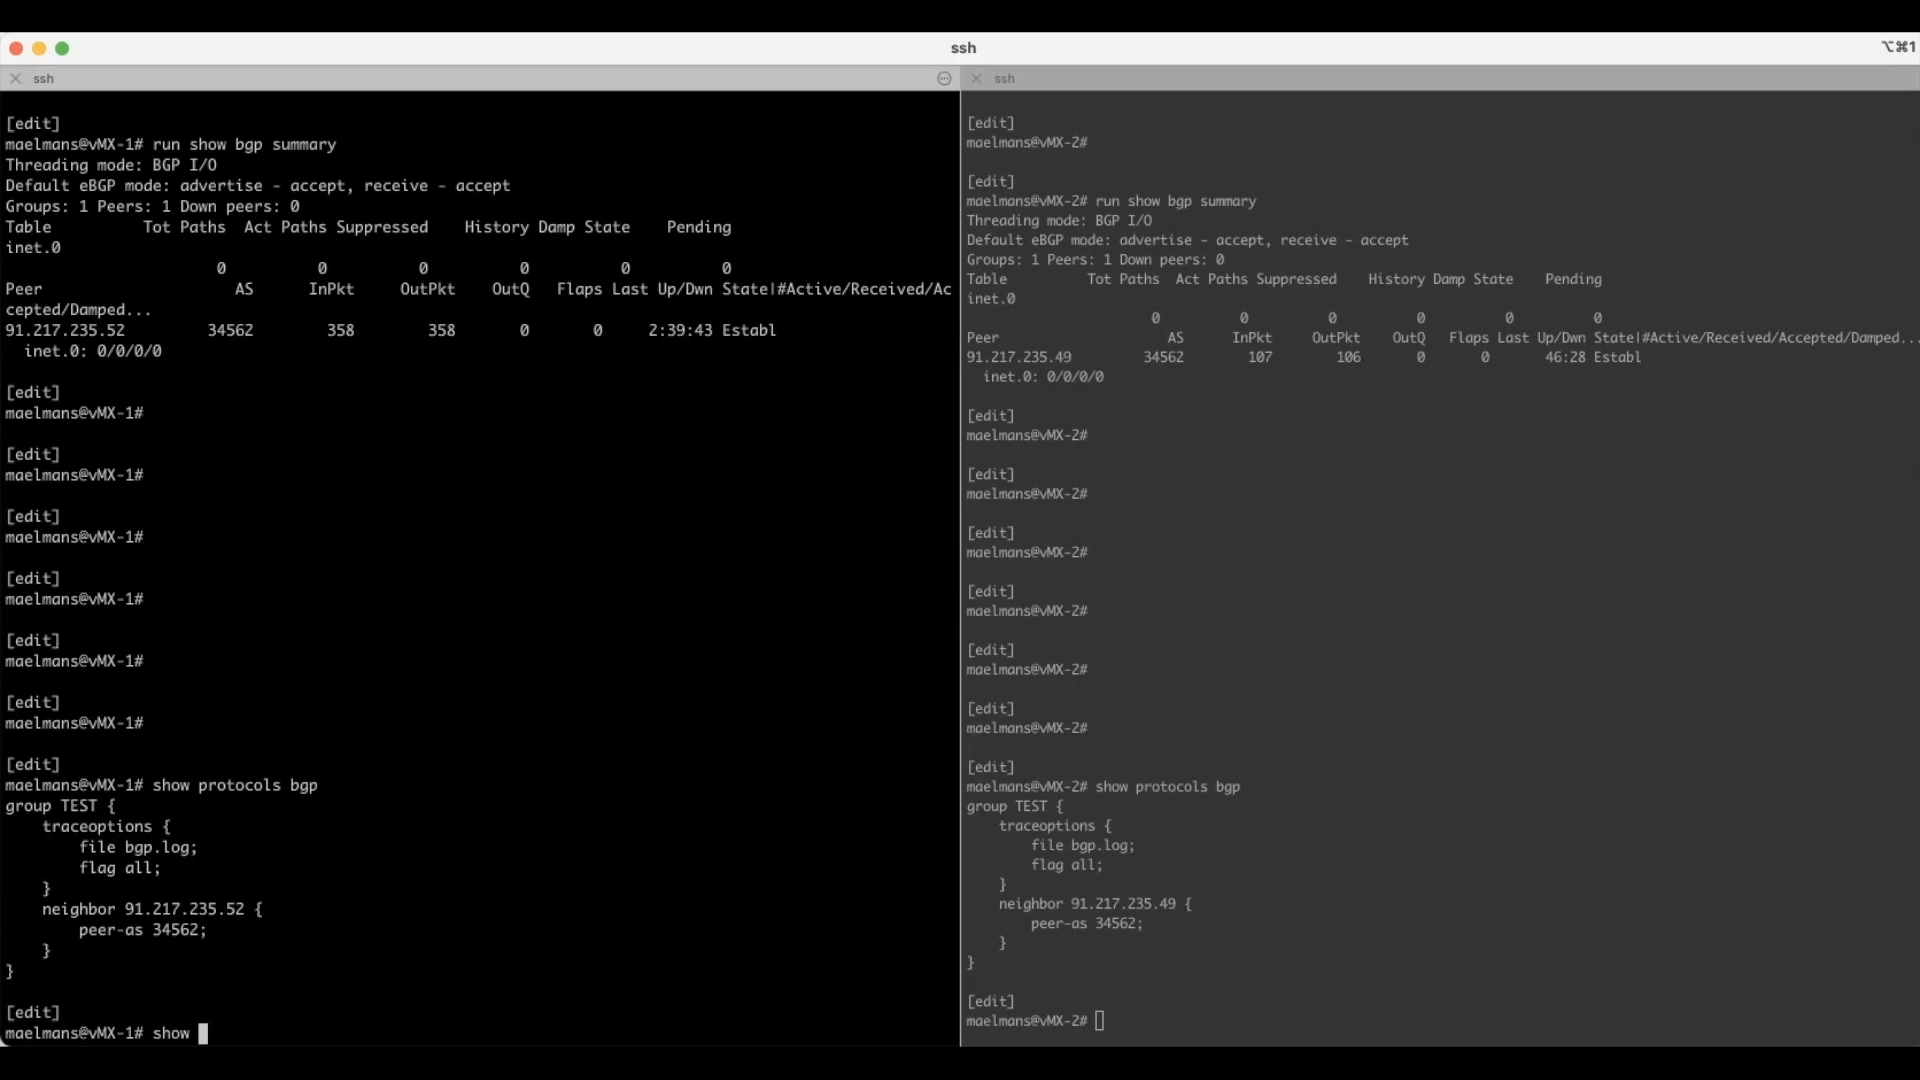 ssh
⌥⌘1
ssh
[edit]
maelmans@vMX-1# run show bgp summary
Threading mode: BGP I/O
Default eBGP mode: advertise - accept, receive - accept
Groups: 1 Peers: 1 Down peers: 0
Table          Tot Paths  Act Paths Suppressed    History Damp State    Pending
inet.0
                       0          0          0          0          0          0
Peer                     AS      InPkt     OutPkt    OutQ   Flaps Last Up/Dwn State|#Active/Received/Ac
cepted/Damped...
91.217.235.52         34562        358        358       0       0     2:39:43 Establ
  inet.0: 0/0/0/0
[edit]
maelmans@vMX-1#
[edit]
maelmans@vMX-1#
[edit]
maelmans@vMX-1#
[edit]
maelmans@vMX-1#
[edit]
maelmans@vMX-1#
[edit]
maelmans@vMX-1#
[edit]
maelmans@vMX-1# show protocols bgp
group TEST {
    traceoptions {
        file bgp.log;
        flag all;
    }
    neighbor 91.217.235.52 {
        peer-as 34562;
    }
}
[edit]
maelmans@vMX-1# show
ssh
[edit]
maelmans@vMX-2#
[edit]
maelmans@vMX-2# run show bgp summary
Threading mode: BGP I/O
Default eBGP mode: advertise - accept, receive - accept
Groups: 1 Peers: 1 Down peers: 0
Table          Tot Paths  Act Paths Suppressed    History Damp State    Pending
inet.0
                       0          0          0          0          0          0
Peer                     AS      InPkt     OutPkt    OutQ   Flaps Last Up/Dwn State|#Active/Received/Accepted/Damped...
91.217.235.49         34562        107        106       0       0       46:28 Establ
  inet.0: 0/0/0/0
[edit]
maelmans@vMX-2#
[edit]
maelmans@vMX-2#
[edit]
maelmans@vMX-2#
[edit]
maelmans@vMX-2#
[edit]
maelmans@vMX-2#
[edit]
maelmans@vMX-2#
[edit]
maelmans@vMX-2# show protocols bgp
group TEST {
    traceoptions {
        file bgp.log;
        flag all;
    }
    neighbor 91.217.235.49 {
        peer-as 34562;
    }
}
[edit]
maelmans@vMX-2#